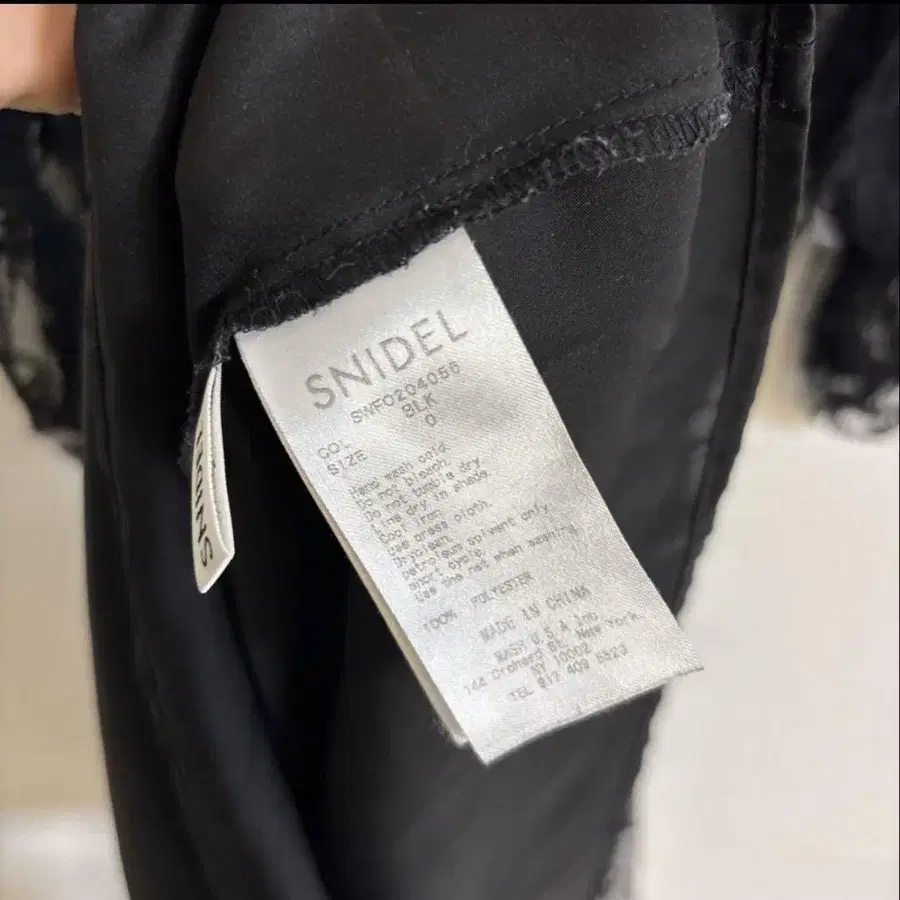 SNIDEL
SWFO204056
COL BLK
SIZE 0
Hand wash cold.
Do not bleach.
Do not tumble dry.
Line dry in shade.
Cool iron
Use press cloth.
Dryclean
petroleum solvent only
short cycle.
Use the net when washing.
100% POLYESTER
MADE IN CHINA
MASH U.S.A Inc
144 Orchard St. New York
NY 10002
TEL 917 409 5823
SNIDEL